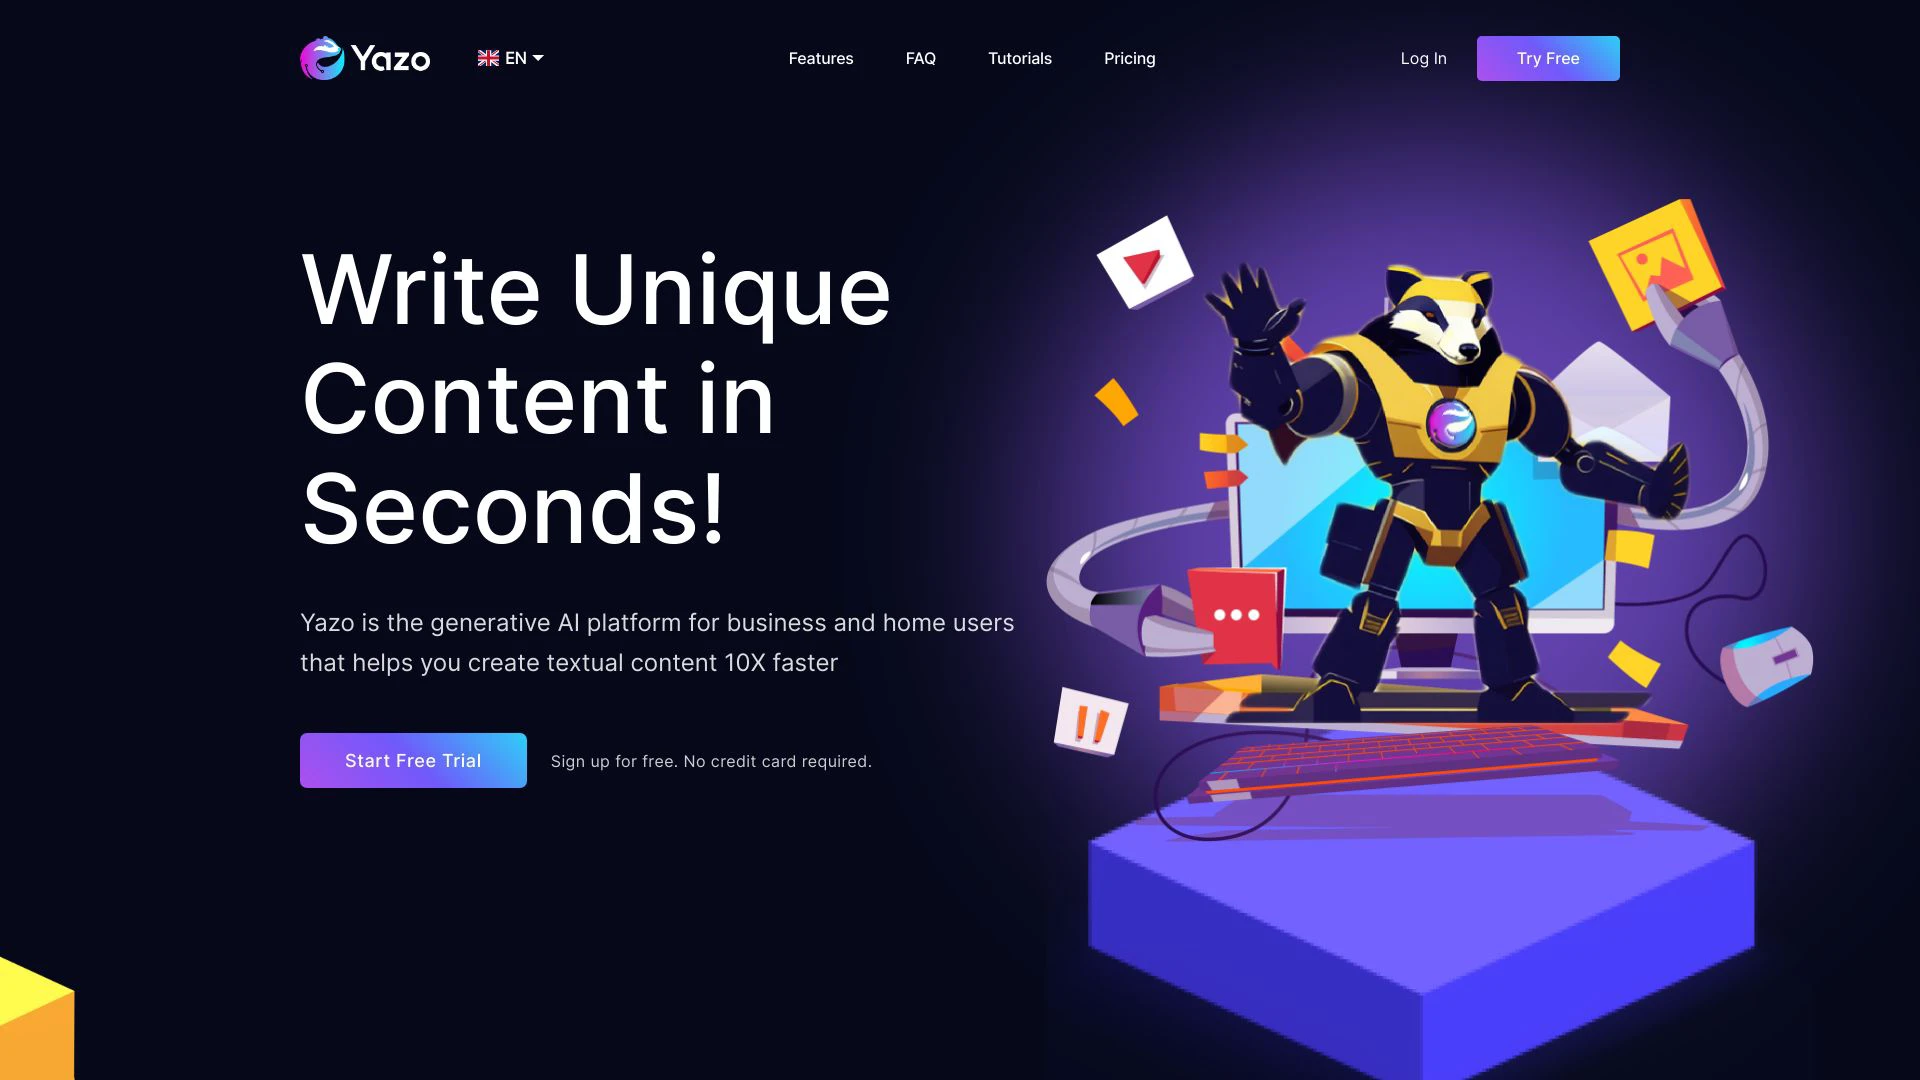 Yazo
EN
Features
FAQ
Tutorials
Pricing
Log In
Try Free
Write Unique
Content in
Seconds!
Yazo is the generative AI platform for business and home users
that helps you create textual content 10X faster
Start Free Trial
Sign up for free. No credit card required.